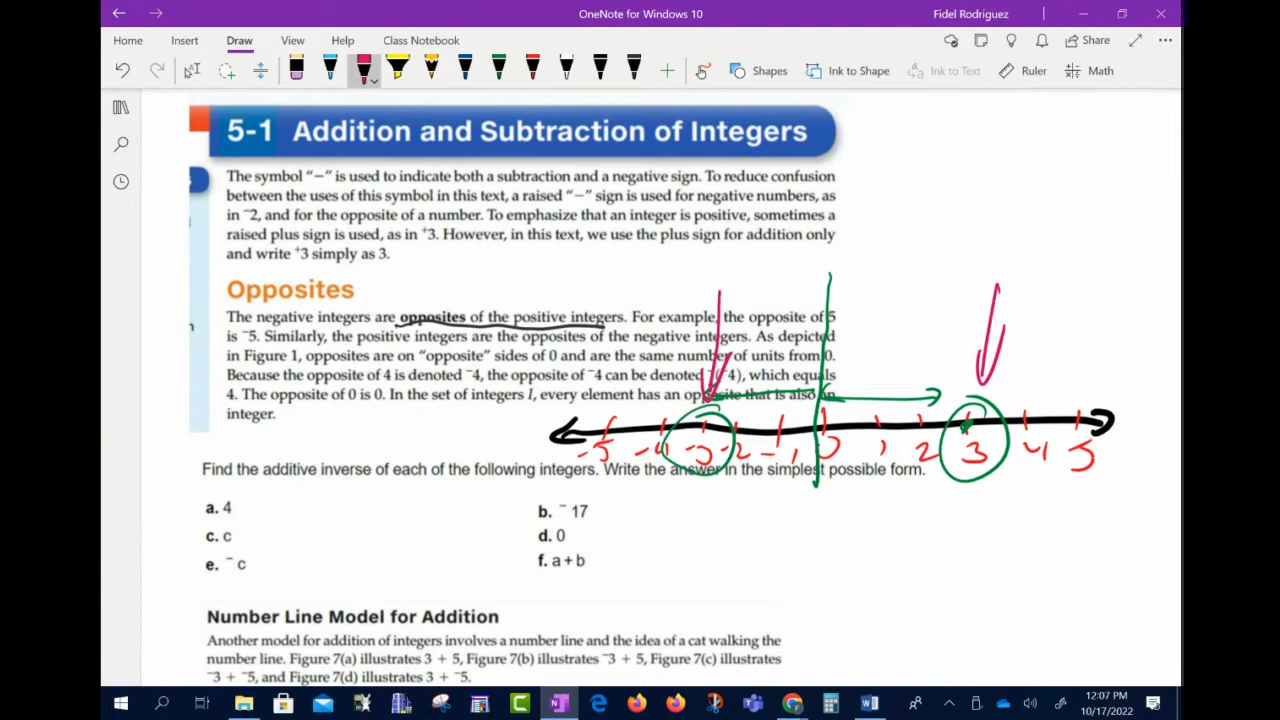 OneNote for Windows 10
Fidel Rodriguez
Home Insert Draw View Help Class Notebook
Share
Shapes Ink to Shape Ink to Text Ruler Math
5-1 Addition and Subtraction of Integers
The symbol “−” is used to indicate both a subtraction and a negative sign. To reduce confusion
between the uses of this symbol in this text, a raised “−” sign is used for negative numbers, as
in ⁻2, and for the opposite of a number. To emphasize that an integer is positive, sometimes a
raised plus sign is used, as in ⁺3. However, in this text, we use the plus sign for addition only
and write ⁺3 simply as 3.
Opposites
The negative integers are opposites of the positive integers. For example, the opposite of 5
is ⁻5. Similarly, the positive integers are the opposites of the negative integers. As depicted
in Figure 1, opposites are on “opposite” sides of 0 and are the same number of units from 0.
Because the opposite of 4 is denoted ⁻4, the opposite of ⁻4 can be denoted ⁻(⁻4), which equals
4. The opposite of 0 is 0. In the set of integers I, every element has an opposite that is also an
integer.
-5 -4 -3 -2 -1 0 1 2 3 4 5
Find the additive inverse of each of the following integers. Write the answer in the simplest possible form.
a. 4
b. ⁻ 17
c. c
d. 0
e. ⁻ c
f. a + b
Number Line Model for Addition
Another model for addition of integers involves a number line and the idea of a cat walking the
number line. Figure 7(a) illustrates 3 + 5, Figure 7(b) illustrates ⁻3 + 5, Figure 7(c) illustrates
⁻3 + ⁻5, and Figure 7(d) illustrates 3 + ⁻5.
12:07 PM
10/17/2022